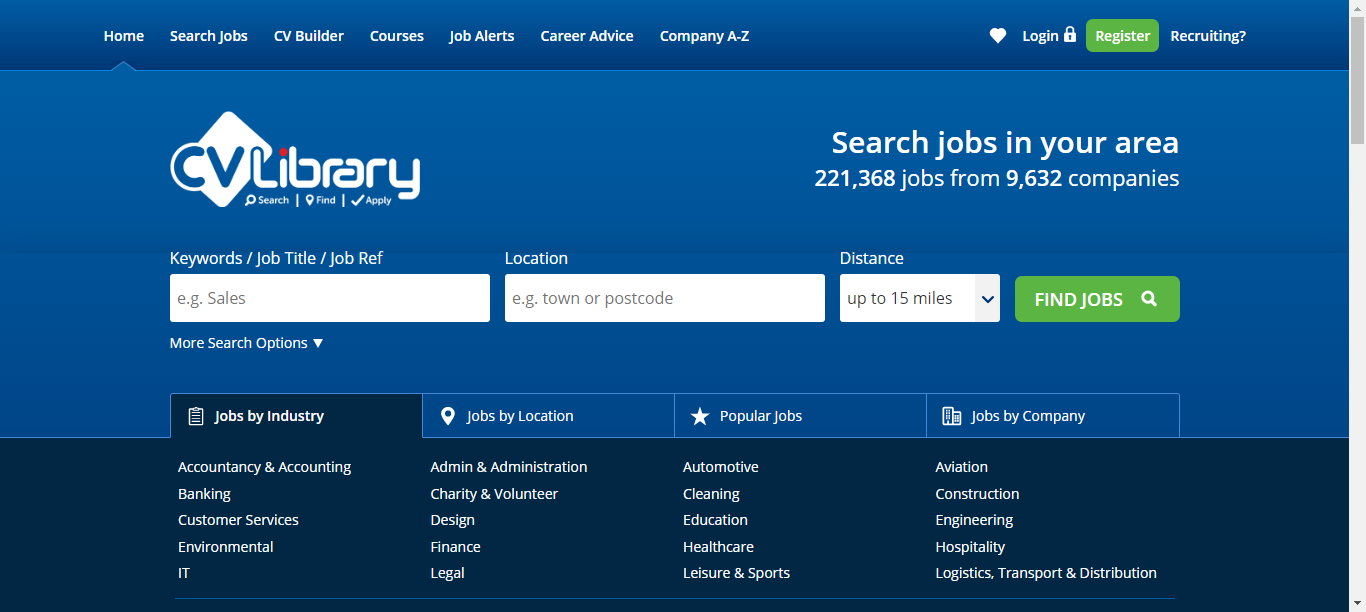 Home Search Jobs CV Builder Courses Job Alerts Career Advice Company A-Z Login Register Recruiting?
CVLibrary
Search | Find | Apply
Search jobs in your area
221,368 jobs from 9,632 companies
Keywords / Job Title / Job Ref Location Distance
e.g. Sales e.g. town or postcode up to 15 miles FIND JOBS
More Search Options ▼
Jobs by Industry Jobs by Location Popular Jobs Jobs by Company
Accountancy & Accounting Admin & Administration Automotive Aviation
Banking Charity & Volunteer Cleaning Construction
Customer Services Design Education Engineering
Environmental Finance Healthcare Hospitality
IT Legal Leisure & Sports Logistics, Transport & Distribution